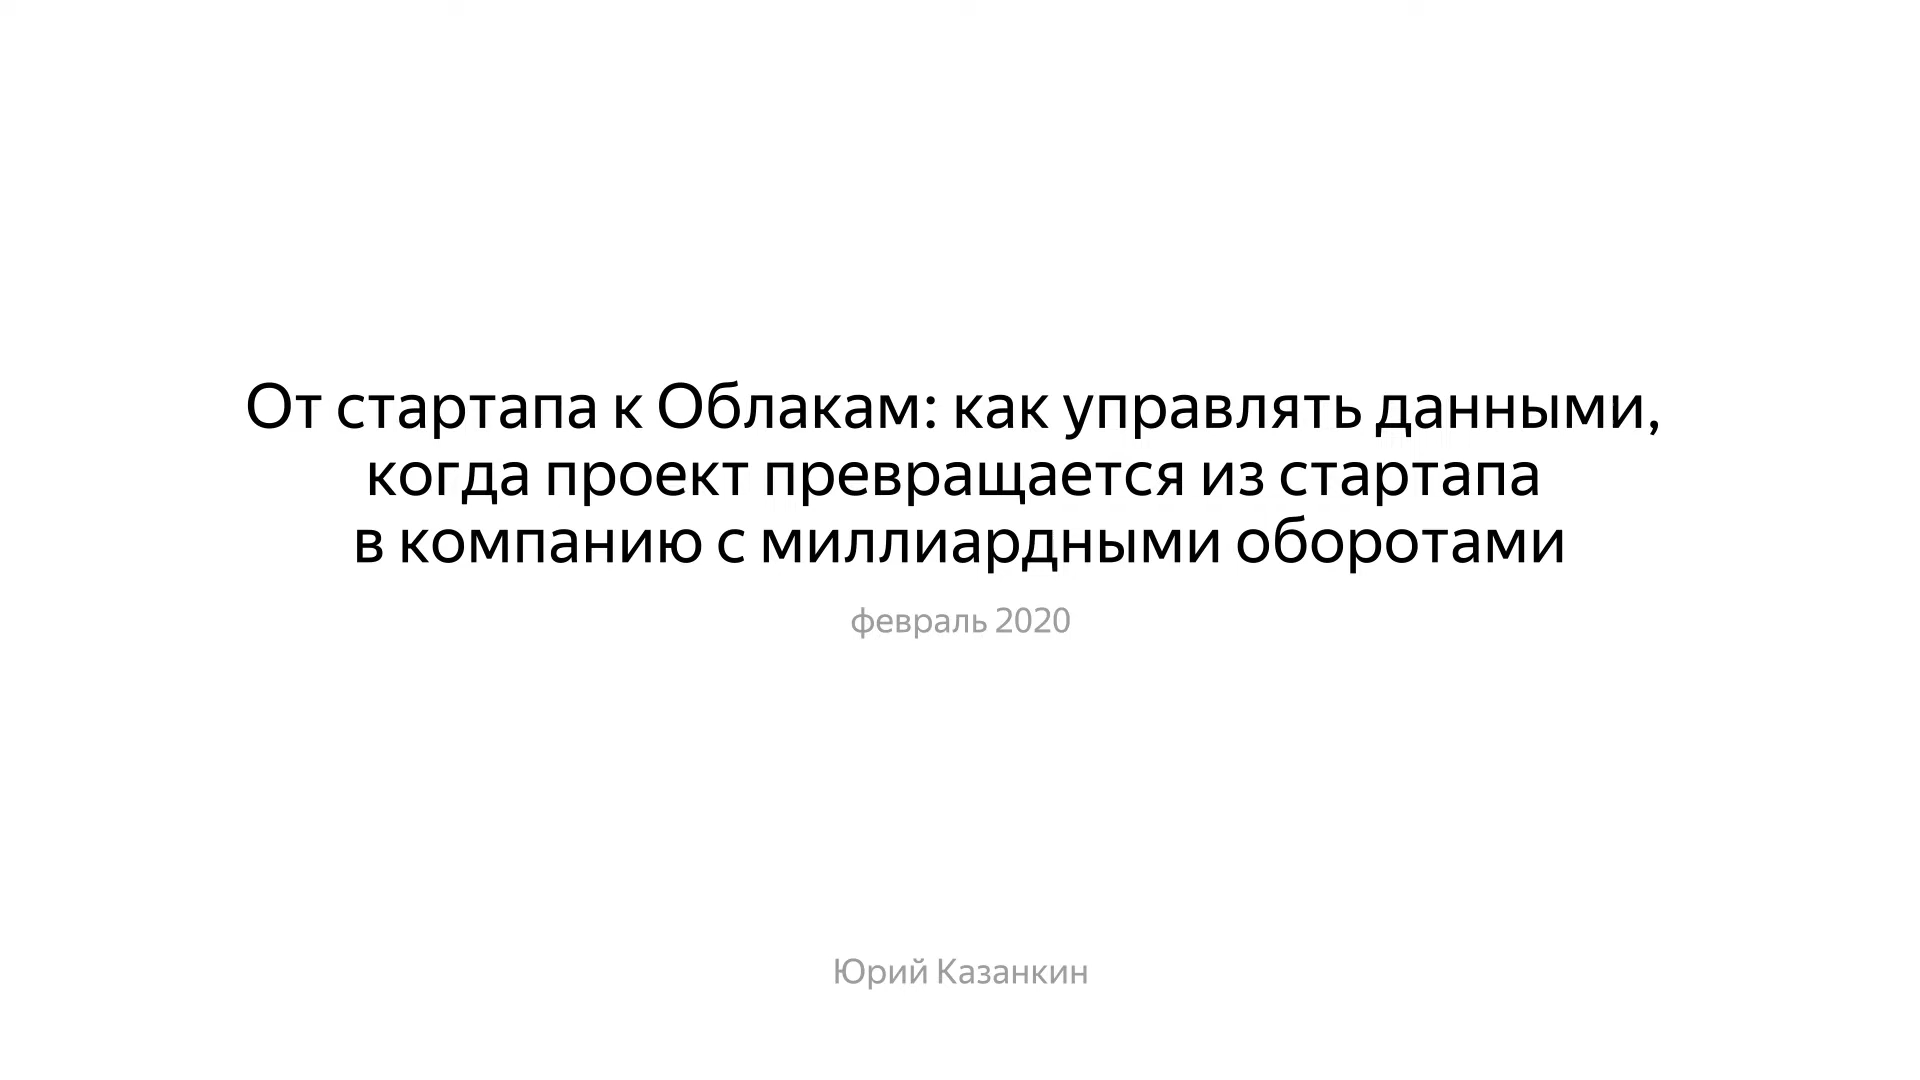 От стартапа к Облакам: как управлять данными,
когда проект превращается из стартапа
в компанию с миллиардными оборотами
февраль 2020
Юрий Казанкин